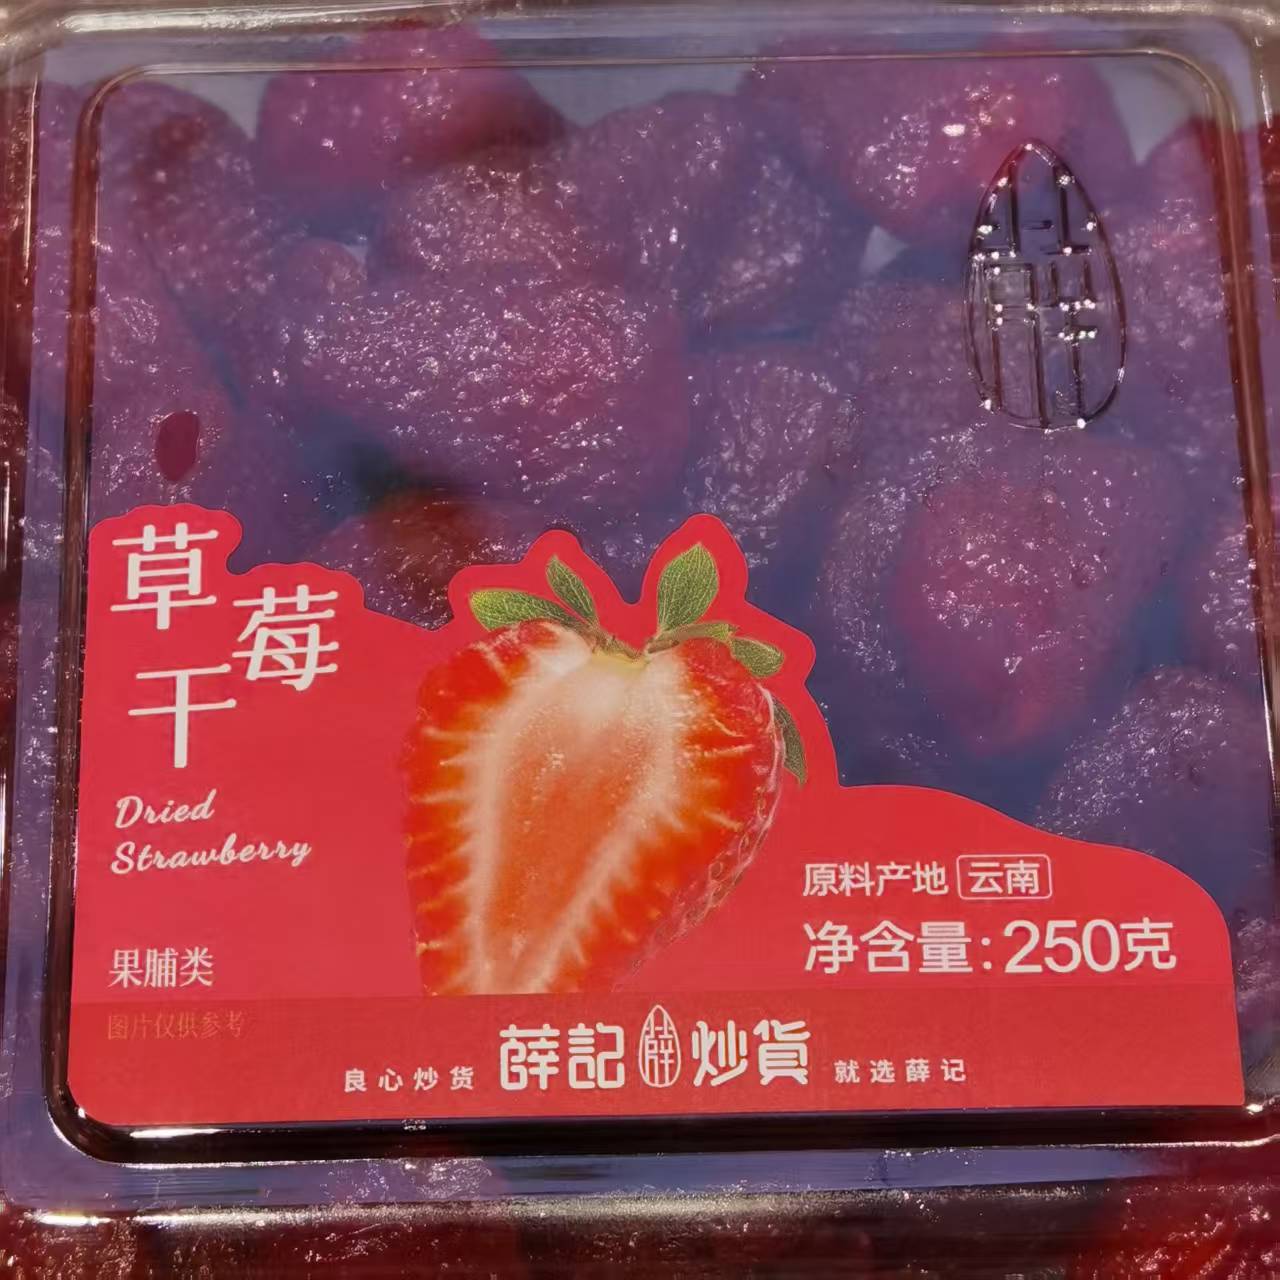 草莓干
Dried
Strawberry
果脯类
图片仅供参考
原料产地 云南
净含量:250克
良心炒货 薛記 薛 炒貨 就选薛记